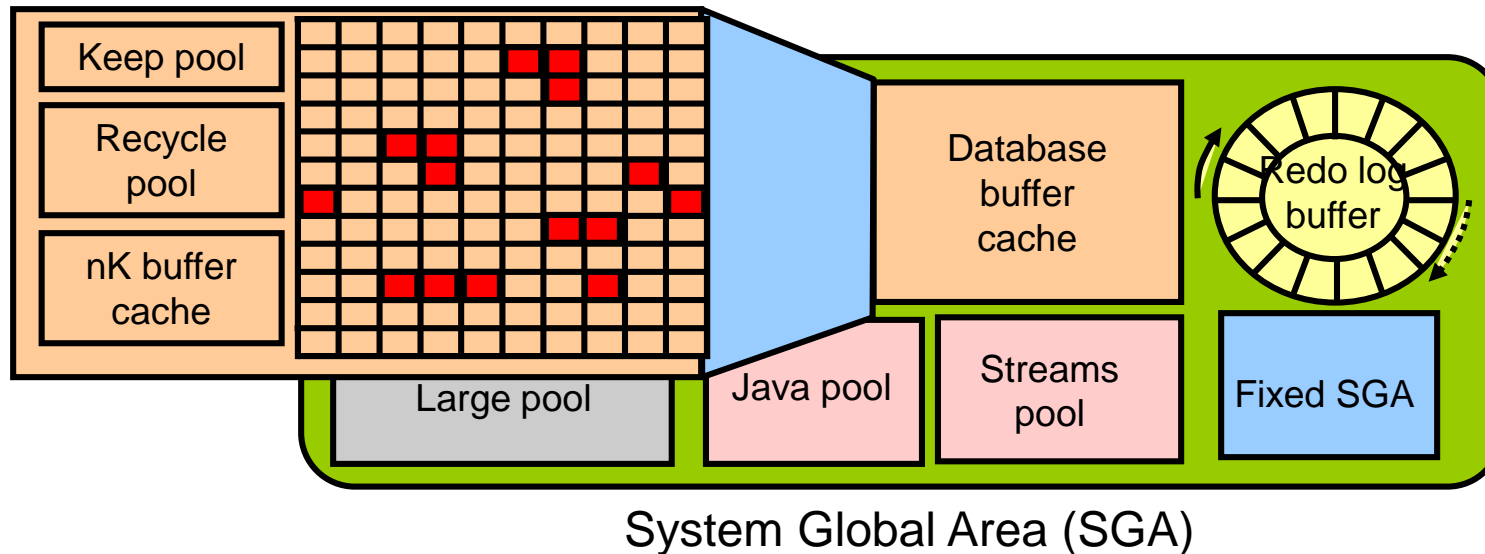 Keep pool
Recycle
pool
nK buffer
cache
Database
buffer
cache
Redo log
buffer
Large pool
Java pool
Streams
pool
Fixed SGA
System Global Area (SGA)